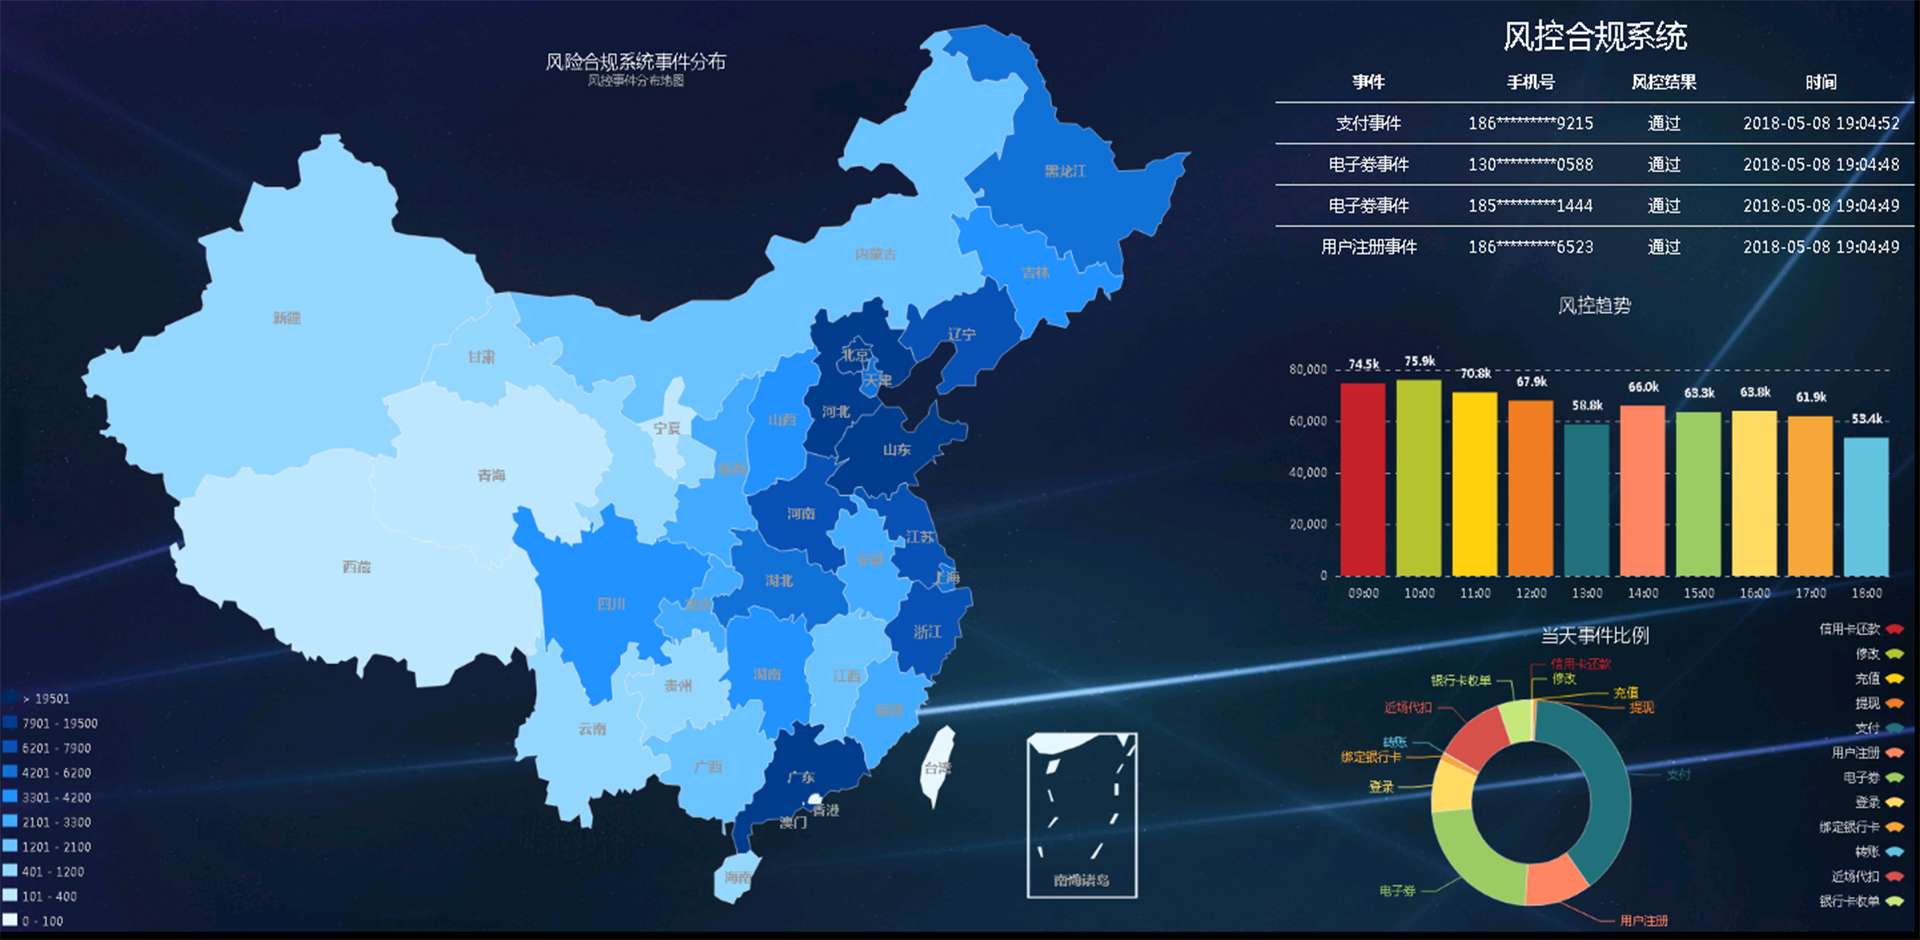 风险合规系统事件分布
风控事件分布地图
黑龙江
内蒙古
吉林
新疆
辽宁
北京
甘肃
天津
河北
山西
宁夏
山东
陕西
青海
河南
江苏
安徽
西藏
上海
湖北
四川
重庆
浙江
湖南
江西
贵州
福建
云南
广西
台湾
广东
香港
澳门
海南
南海诸岛
> 19501
7901 - 19500
6201 - 7900
4201 - 6200
3301 - 4200
2101 - 3300
1201 - 2100
401 - 1200
101 - 400
0 - 100
风控合规系统
事件 手机号 风控结果 时间
支付事件 186*********9215 通过 2018-05-08 19:04:52
电子券事件 130*********0588 通过 2018-05-08 19:04:48
电子券事件 185*********1444 通过 2018-05-08 19:04:49
用户注册事件 186*********6523 通过 2018-05-08 19:04:49
风控趋势
80,000
60,000
40,000
20,000
0
74.5k 75.9k 70.8k 67.9k 58.8k 66.0k 63.3k 63.8k 61.9k 53.4k
09:00 10:00 11:00 12:00 13:00 14:00 15:00 16:00 17:00 18:00
当天事件比例
信用卡还款
修改
充值
提现
支付
用户注册
电子券
登录
绑定银行卡
转账
近场代扣
银行卡收单
信用卡还款
修改
充值
提现
支付
用户注册
电子券
登录
绑定银行卡
转账
近场代扣
银行卡收单